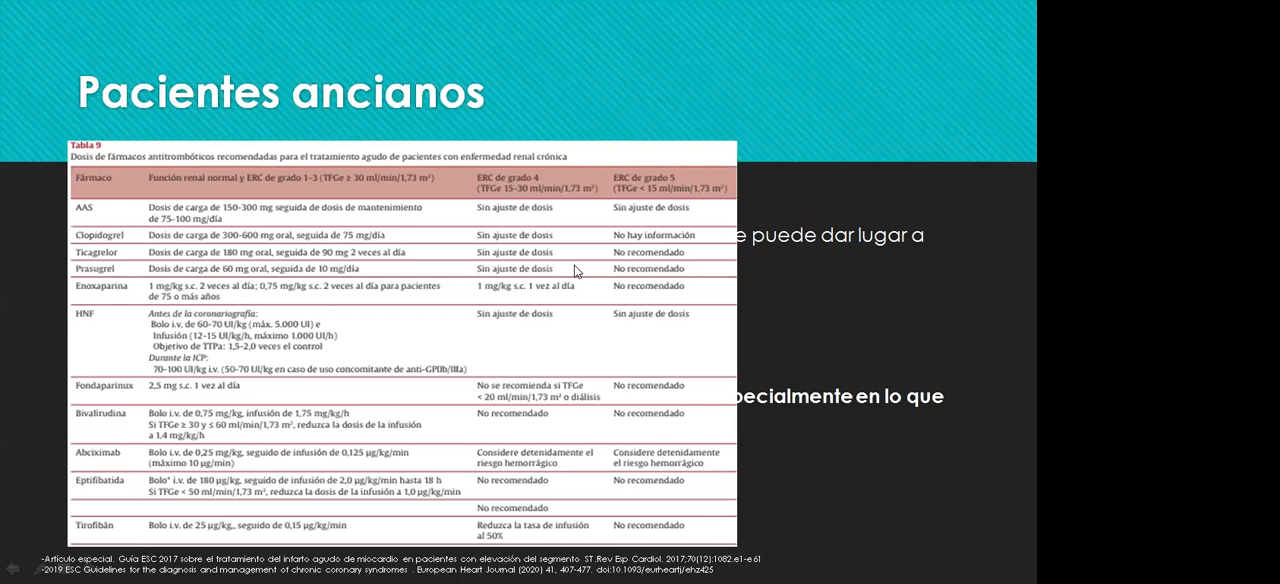 Pacientes ancianos
Tabla 9
Dosis de fármacos antitrombóticos recomendadas para el tratamiento agudo de pacientes con enfermedad renal crónica
Fármaco Función renal normal y ERC de grado 1-3 (TFGe ≥ 30 ml/min/1,73 m²) ERC de grado 4 ERC de grado 5
(TFGe 15-30 ml/min/1,73 m²) (TFGe < 15 ml/min/1,73 m²)
AAS Dosis de carga de 150-300 mg seguida de dosis de mantenimiento Sin ajuste de dosis Sin ajuste de dosis
de 75-100 mg/día
Clopidogrel Dosis de carga de 300-600 mg oral, seguida de 75 mg/día Sin ajuste de dosis No hay información
e puede dar lugar a
Ticagrelor Dosis de carga de 180 mg oral, seguida de 90 mg 2 veces al día Sin ajuste de dosis No recomendado
Prasugrel Dosis de carga de 60 mg oral, seguida de 10 mg/día Sin ajuste de dosis No recomendado
Enoxaparina 1 mg/kg s.c. 2 veces al día; 0,75 mg/kg s.c. 2 veces al día para pacientes 1 mg/kg s.c. 1 vez al día No recomendado
de 75 o más años
HNF Antes de la coronariografía: Sin ajuste de dosis Sin ajuste de dosis
Bolo i.v. de 60-70 UI/kg (máx. 5.000 UI) e
Infusión (12-15 UI/kg/h, máximo 1.000 UI/h)
Objetivo de TTPa: 1,5-2,0 veces el control
Durante la ICP:
70-100 UI/kg i.v. (50-70 UI/kg en caso de uso concomitante de anti-GPIIb/IIIa)
Fondaparinux 2,5 mg s.c. 1 vez al día No se recomienda si TFGe No recomendado
< 20 ml/min/1,73 m² o diálisis
pecialmente en lo que
Bivalirudina Bolo i.v. de 0,75 mg/kg, infusión de 1,75 mg/kg/h No recomendado No recomendado
Si TFGe ≥ 30 y ≤ 60 ml/min/1,73 m², reduzca la dosis de la infusión
a 1,4 mg/kg/h
Abciximab Bolo i.v. de 0,25 mg/kg, seguido de infusión de 0,125 µg/kg/min Considere detenidamente el Considere detenidamente
(máximo 10 µg/min) riesgo hemorrágico el riesgo hemorrágico
Eptifibatida Bolo* i.v. de 180 µg/kg, seguido de infusión de 2,0 µg/kg/min hasta 18 h No recomendado No recomendado
Si TFGe < 50 ml/min/1,73 m², reduzca la dosis de la infusión a 1,0 µg/kg/min
No recomendado
Tirofibán Bolo i.v. de 25 µg/kg,, seguido de 0,15 µg/kg/min Reduzca la tasa de infusión No recomendado
al 50%
-Artículo especial. Guía ESC 2017 sobre el tratamiento del infarto agudo de miocardio en pacientes con elevación del segmento ST.Rev Esp Cardiol. 2017;70(12):1082.e1-e61
-2019 ESC Guidelines for the diagnosis and management of chronic coronary syndromes . European Heart Journal (2020) 41, 407-477. doi:10.1093/eurheartj/ehz425